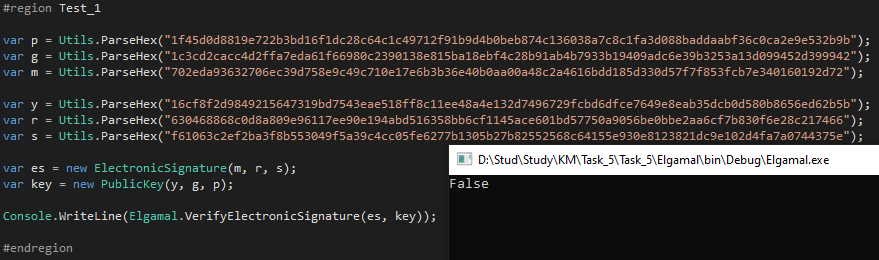 #region Test_1
var p = Utils.ParseHex("1f45d0d8819e722b3bd16f1dc28c64c1c49712f91b9d4b0beb874c136038a7c8c1fa3d088baddaabf36c0ca2e9e532b9b");
var g = Utils.ParseHex("1c3cd2cacc4d2ffa7eda61f66980c2390138e815ba18ebf4c28b91ab4b7933b19409adc6e39b3253a13d099452d399942");
var m = Utils.ParseHex("702eda93632706ec39d758e9c49c710e17e6b3b36e40b0aa00a48c2a4616bdd185d330d57f7f853fcb7e340160192d72");
var y = Utils.ParseHex("16cf8f2d9849215647319bd7543eae518ff8c11ee48a4e132d7496729fcbd6dfce7649e8eab35dcb0d580b8656ed62b5b");
var r = Utils.ParseHex("630468868c0d8a809e96117ee90e194abd516358bb6cf1145ace601bd57750a9056be0bbe2aa6cf7b830f6e28c217466");
var s = Utils.ParseHex("f61063c2ef2ba3f8b553049f5a39c4cc05fe6277b1305b27b82552568c64155e930e8123821dc9e102d4fa7a0744375e");
var es = new ElectronicSignature(m, r, s);
var key = new PublicKey(y, g, p);
D:\Stud\Study\KM\Task_5\Task_5\Elgamal\bin\Debug\Elgamal.exe
False
Console.WriteLine(Elgamal.VerifyElectronicSignature(es, key));
#endregion